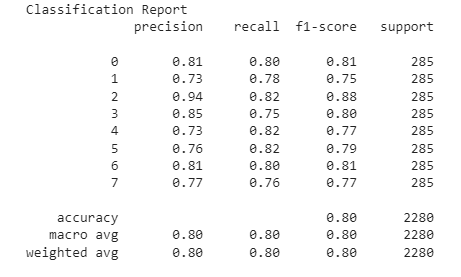 Classification Report
precision recall f1-score support
0 0.81 0.80 0.81 285
1 0.73 0.78 0.75 285
2 0.94 0.82 0.88 285
3 0.85 0.75 0.80 285
4 0.73 0.82 0.77 285
5 0.76 0.82 0.79 285
6 0.81 0.80 0.81 285
7 0.77 0.76 0.77 285
accuracy 0.80 2280
macro avg 0.80 0.80 0.80 2280
weighted avg 0.80 0.80 0.80 2280